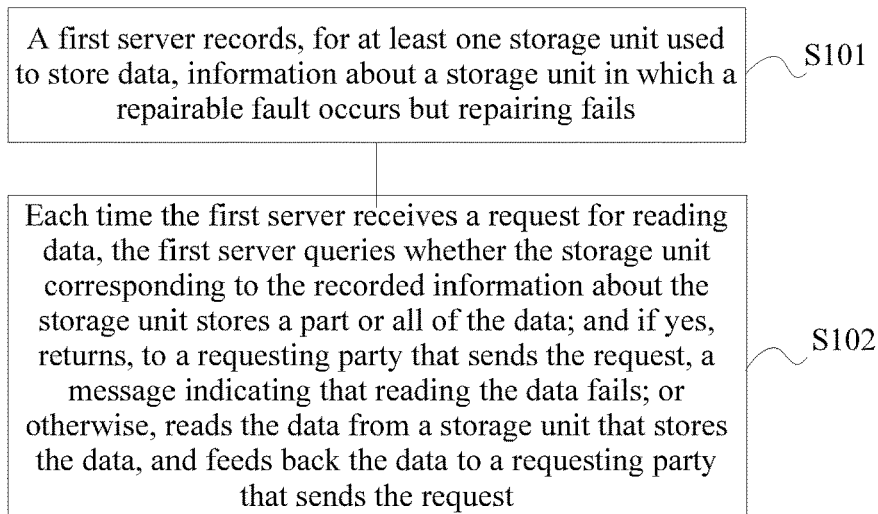 A first server records, for at least one storage unit used
to store data, information about a storage unit in which a
repairable fault occurs but repairing fails
S101
Each time the first server receives a request for reading
data, the first server queries whether the storage unit
corresponding to the recorded information about the
storage unit stores a part or all of the data; and if yes,
returns, to a requesting party that sends the request, a
message indicating that reading the data fails; or
otherwise, reads the data from a storage unit that stores
the data, and feeds back the data to a requesting party
that sends the request
S102